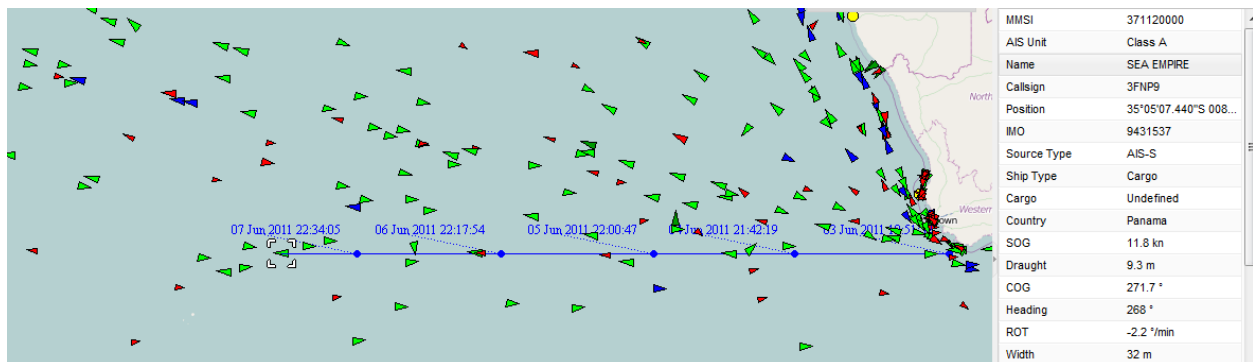 North
Western
own
07 Jun 2011 22:34:05
06 Jun 2011 22:17:54
05 Jun 2011 22:00:47
Jun 2011 21:42:19
03 Jun 2011
MMSI 371120000
AIS Unit Class A
Name SEA EMPIRE
Callsign 3FNP9
Position 35°05'07.440"S 008...
IMO 9431537
Source Type AIS-S
Ship Type Cargo
Cargo Undefined
Country Panama
SOG 11.8 kn
Draught 9.3 m
COG 271.7 °
Heading 268 °
ROT -2.2 °/min
Width 32 m